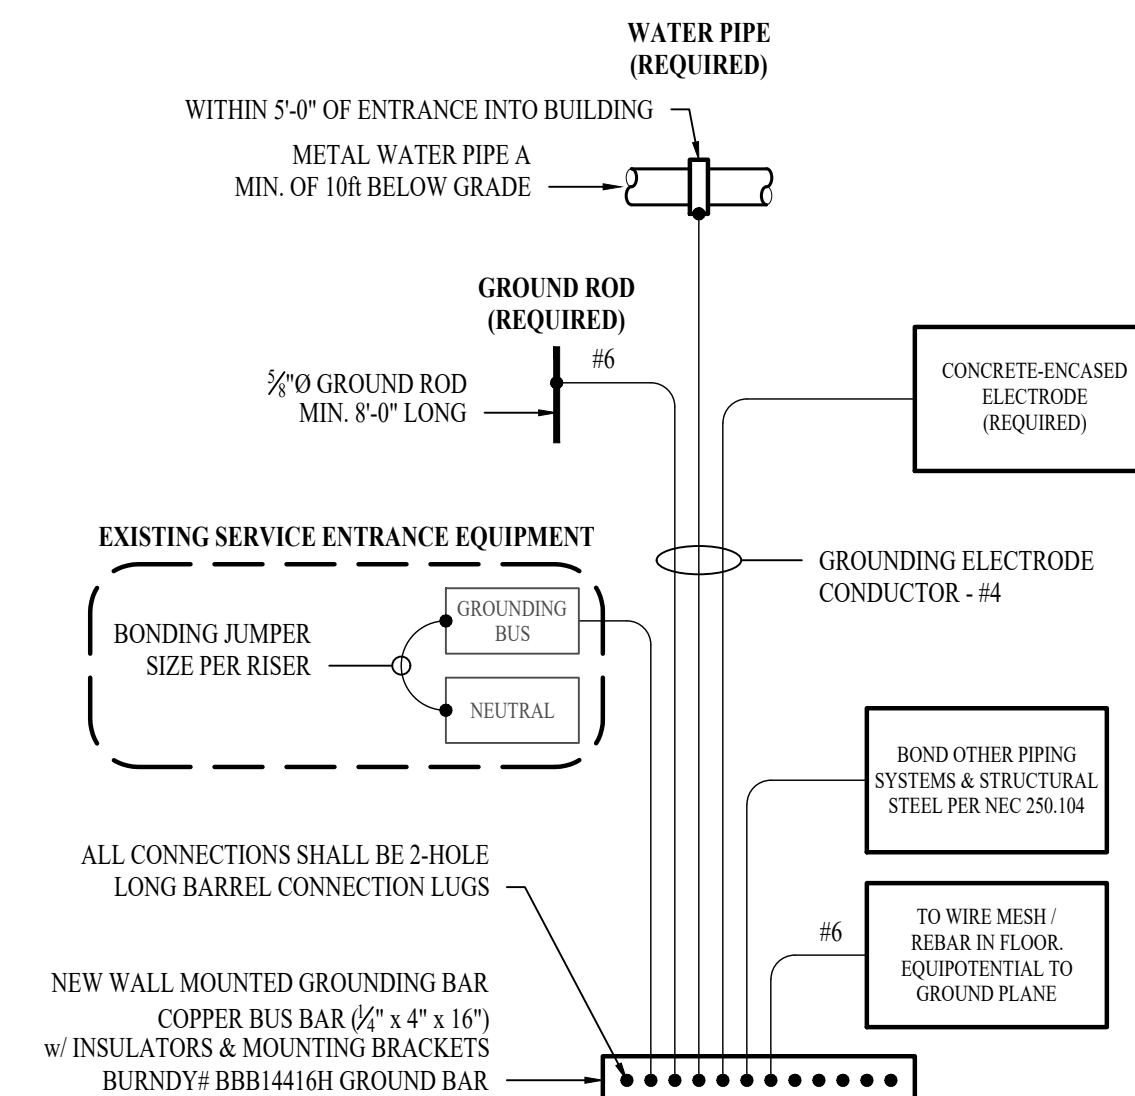 WATER PIPE
(REQUIRED)
WITHIN 5'-0" OF ENTRANCE INTO BUILDING
METAL WATER PIPE A
MIN. OF 10ft BELOW GRADE
GROUND ROD
(REQUIRED)
#6
⅝"Ø GROUND ROD
MIN. 8'-0" LONG
CONCRETE-ENCASED
ELECTRODE
(REQUIRED)
EXISTING SERVICE ENTRANCE EQUIPMENT
GROUNDING
BUS
BONDING JUMPER
SIZE PER RISER
NEUTRAL
GROUNDING ELECTRODE
CONDUCTOR - #4
BOND OTHER PIPING
SYSTEMS & STRUCTURAL
STEEL PER NEC 250.104
ALL CONNECTIONS SHALL BE 2-HOLE
LONG BARREL CONNECTION LUGS
#6
TO WIRE MESH /
REBAR IN FLOOR.
EQUIPOTENTIAL TO
GROUND PLANE
NEW WALL MOUNTED GROUNDING BAR
COPPER BUS BAR (¼" x 4" x 16")
w/ INSULATORS & MOUNTING BRACKETS
BURNDY# BBB14416H GROUND BAR